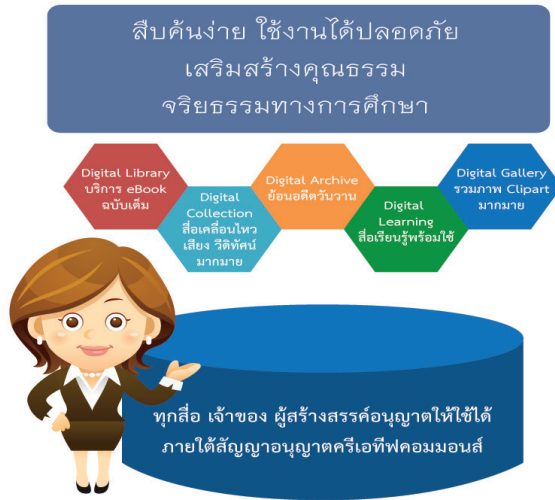 สืบค้นง่าย ใช้งานได้ปลอดภัย
เสริมสร้างคุณธรรม
จริยธรรมทางการศึกษา
Digital Library
บริการ eBook
ฉบับเต็ม
Digital
Collection
สื่อเคลื่อนไหว
เสียง วีดิทัศน์
มากมาย
Digital Archive
ย้อนอดีตวันวาน
Digital
Learning
สื่อเรียนรู้พร้อมใช้
Digital Gallery
รวมภาพ Clipart
มากมาย
ทุกสื่อ เจ้าของ ผู้สร้างสรรค์อนุญาตให้ใช้ได้
ภายใต้สัญญาอนุญาตครีเอทีฟคอมมอนส์